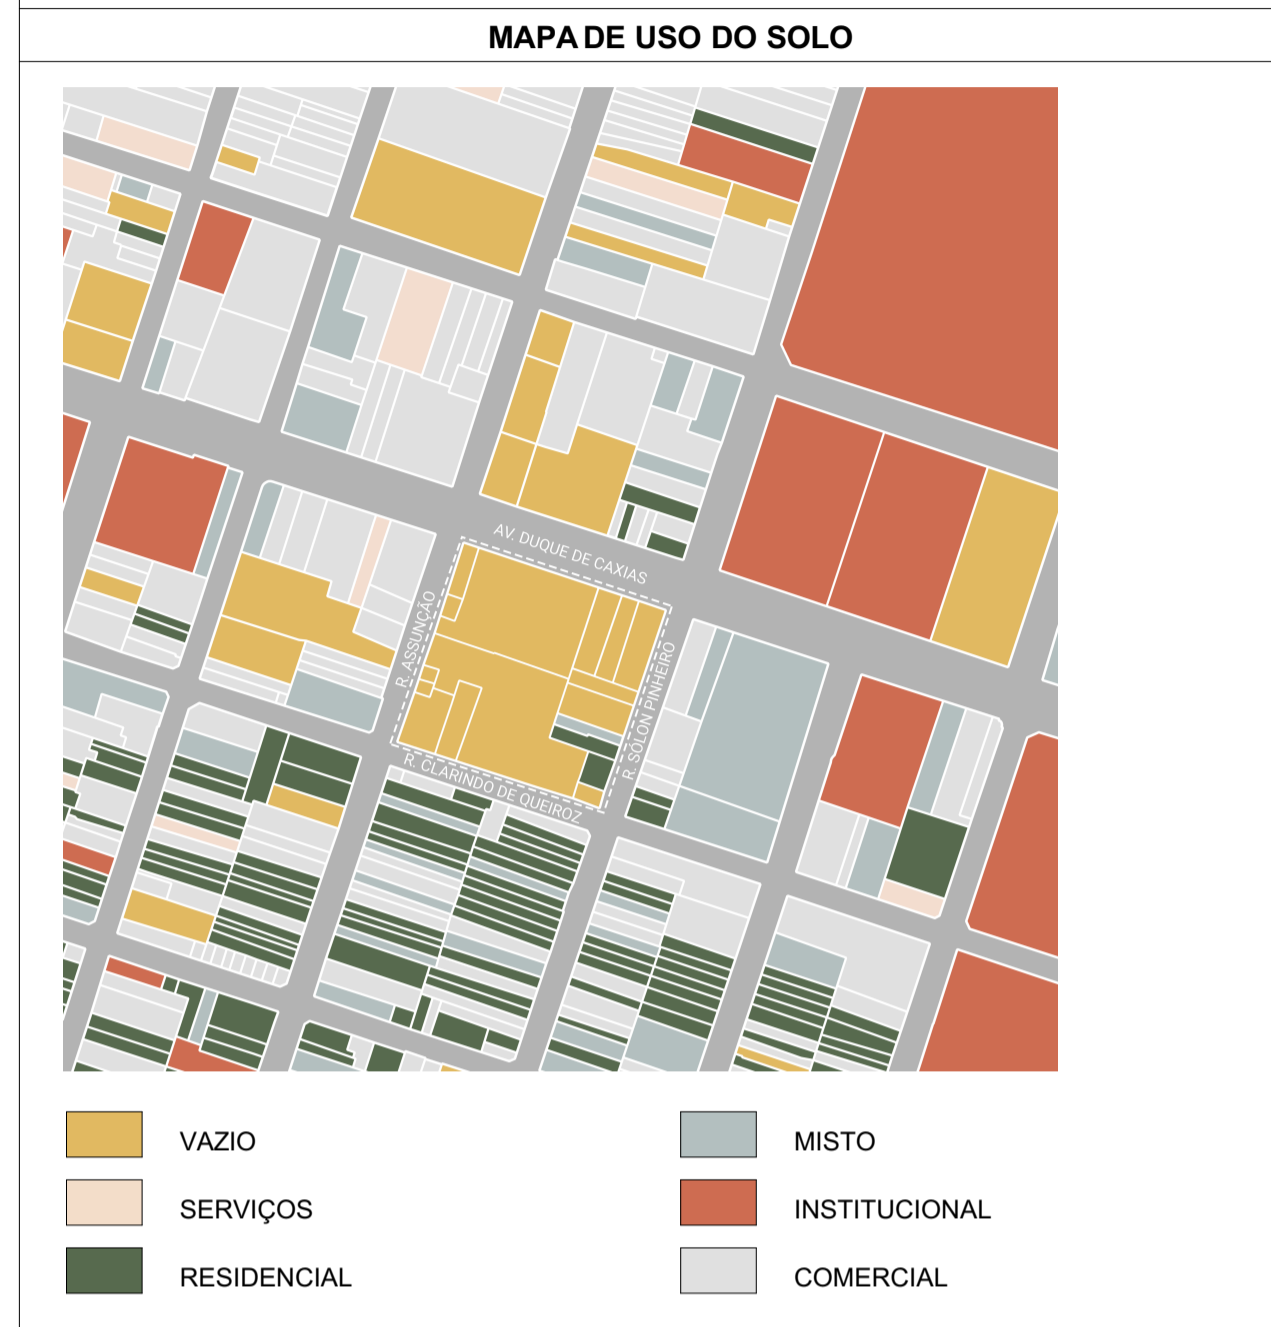 MAPA DE USO DO SOLO
AV. DUQUE DE CAXIAS
R. ASSUNÇÃO
R. SÓLON PINHEIRO
R. CLARINDO DE QUEIROZ
VAZIO
MISTO
SERVIÇOS
INSTITUCIONAL
RESIDENCIAL
COMERCIAL